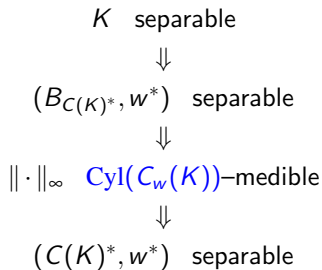 K separable
⇓
(B_{C(K)*}, w*) separable
⇓
‖ · ‖_∞ Cyl(C_w(K))–medible
⇓
(C(K)*, w*) separable